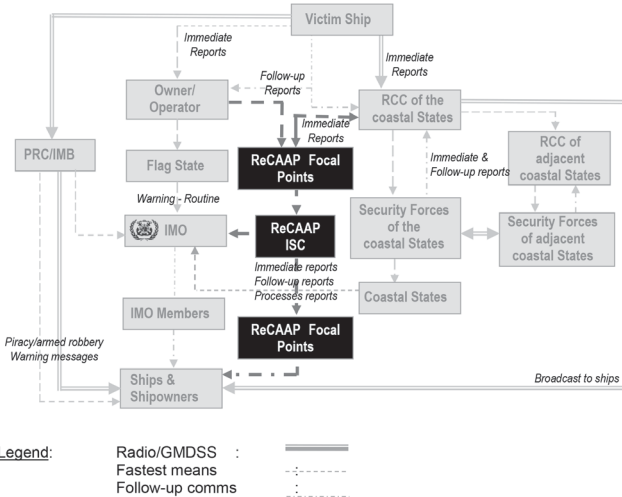 Victim Ship
Immediate
Reports
Immediate
Reports
Follow-up
Reports
Owner/
Operator
RCC of the
coastal States
Immediate
Reports
PRC/IMB
Flag State
ReCAAP Focal
Points
Immediate &
Follow-up reports
RCC of
adjacent
coastal States
Warning - Routine
IMO
ReCAAP
ISC
Security Forces
of the
coastal States
Security Forces
of adjacent
coastal States
Immediate reports
Follow-up reports
Processes reports
Coastal States
IMO Members
ReCAAP Focal
Points
Piracy/armed robbery
Warning messages
Ships &
Shipowners
Broadcast to ships
Legend:
Radio/GMDSS :
Fastest means :
Follow-up comms :